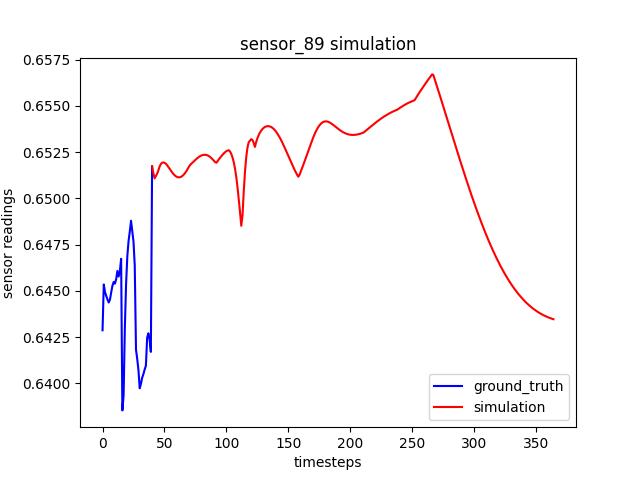 sensor_89 simulation
0.6575
0.6550
0.6525
0.6500
0.6475
0.6450
0.6425
0.6400
sensor readings
0 50 100 150 200 250 300 350
timesteps
ground_truth
simulation